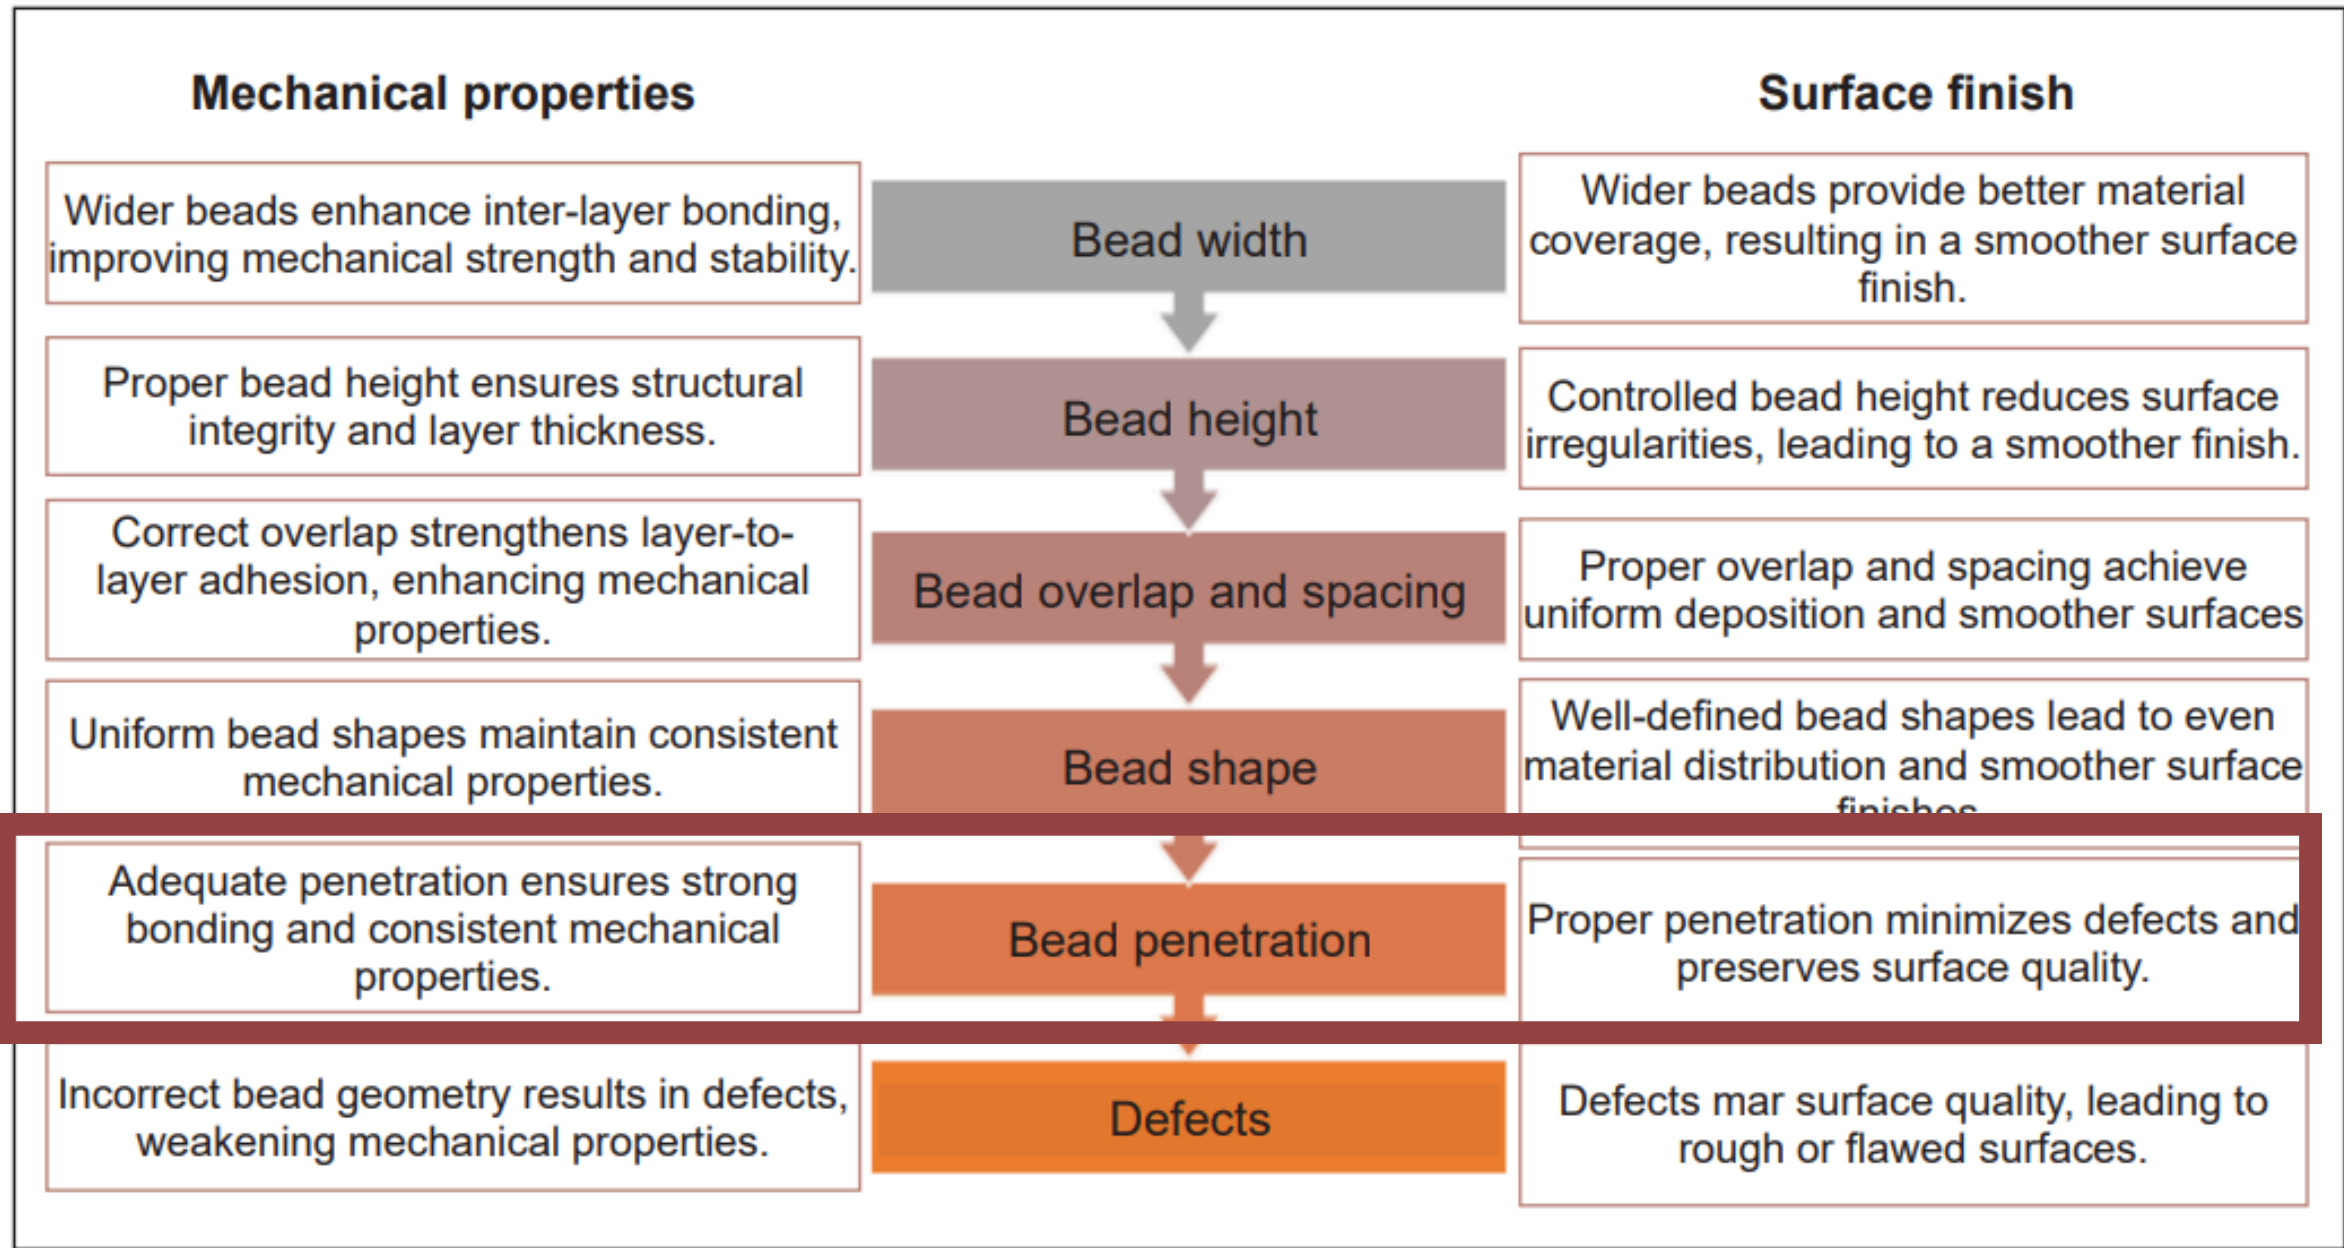 Mechanical properties
Surface finish
Wider beads enhance inter-layer bonding,
improving mechanical strength and stability.
Bead width
Wider beads provide better material
coverage, resulting in a smoother surface
finish.
Proper bead height ensures structural
integrity and layer thickness.
Bead height
Controlled bead height reduces surface
irregularities, leading to a smoother finish.
Correct overlap strengthens layer-to-
layer adhesion, enhancing mechanical
properties.
Bead overlap and spacing
Proper overlap and spacing achieve
uniform deposition and smoother surfaces
Uniform bead shapes maintain consistent
mechanical properties.
Bead shape
Well-defined bead shapes lead to even
material distribution and smoother surface
finishes
Adequate penetration ensures strong
bonding and consistent mechanical
properties.
Bead penetration
Proper penetration minimizes defects and
preserves surface quality.
Incorrect bead geometry results in defects,
weakening mechanical properties.
Defects
Defects mar surface quality, leading to
rough or flawed surfaces.